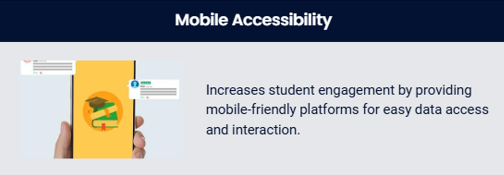 Mobile Accessibility
Increases student engagement by providing
mobile-friendly platforms for easy data access
and interaction.